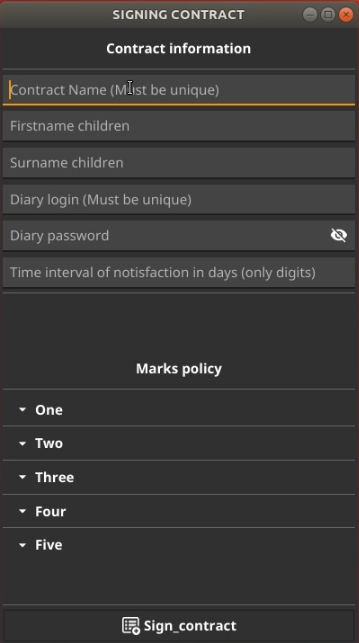 SIGNING CONTRACT
Contract information
Contract Name (Must be unique)
Firstname children
Surname children
Diary login (Must be unique)
Diary password
Time interval of notisfaction in days (only digits)
Marks policy
One
Two
Three
Four
Five
Sign_contract